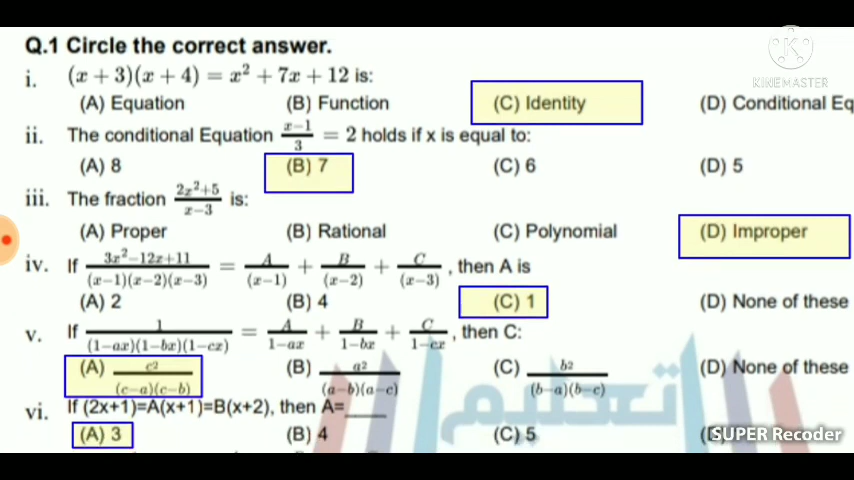 KINEMASTER
Q.1 Circle the correct answer.
i. (x + 3)(x + 4) = x² + 7x + 12 is:
(A) Equation (B) Function (C) Identity (D) Conditional Eq
ii. The conditional Equation (x−1)/3 = 2 holds if x is equal to:
(A) 8 (B) 7 (C) 6 (D) 5
iii. The fraction (2x²+5)/(x−3) is:
(A) Proper (B) Rational (C) Polynomial (D) Improper
iv. If (3x²−12x+11)/((x−1)(x−2)(x−3)) = A/(x−1) + B/(x−2) + C/(x−3) , then A is
(A) 2 (B) 4 (C) 1 (D) None of these
v. If 1/((1−ax)(1−bx)(1−cx)) = A/(1−ax) + B/(1−bx) + C/(1−cx) , then C:
(A) c²/((c−a)(c−b)) (B) a²/((a−b)(a−c)) (C) b²/((b−a)(b−c)) (D) None of these
vi. If (2x+1)=A(x+1)=B(x+2), then A=___
(A) 3 (B) 4 (C) 5
SUPER Recoder
تعليم